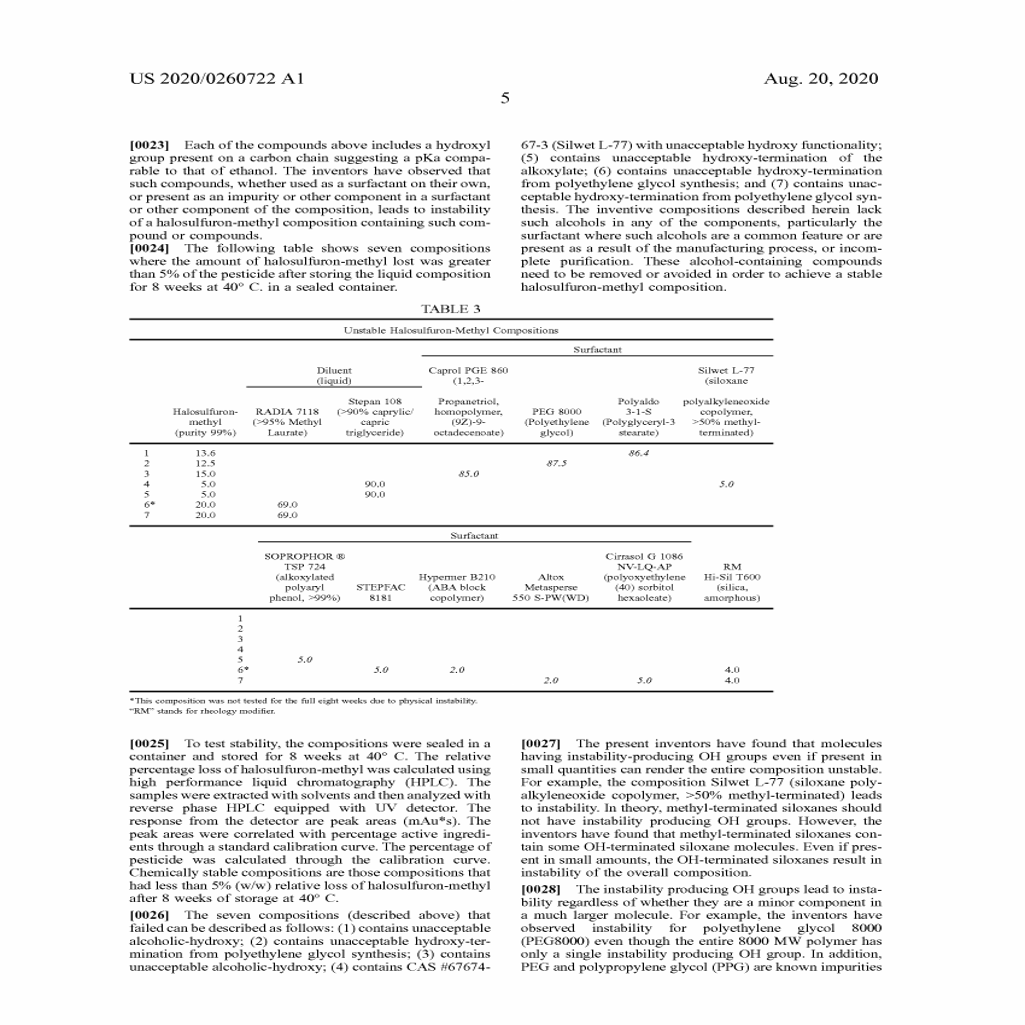 US 2020/0260722 A1
Aug. 20, 2020
5
[0023] Each of the compounds above includes a hydroxyl
group present on a carbon chain suggesting a pKa compa-
rable to that of ethanol. The inventors have observed that
such compounds, whether used as a surfactant on their own,
or present as an impurity or other component in a surfactant
or other component of the composition, leads to instability
of a halosulfuron-methyl composition containing such com-
pound or compounds.
[0024] The following table shows seven compositions
where the amount of halosulfuron-methyl lost was greater
than 5% of the pesticide after storing the liquid composition
for 8 weeks at 40° C. in a sealed container.
67-3 (Silwet L-77) with unacceptable hydroxy functionality;
(5) contains unacceptable hydroxy-termination of the
alkoxylate; (6) contains unacceptable hydroxy-termination
from polyethylene glycol synthesis; and (7) contains unac-
ceptable hydroxy-termination from polyethylene glycol syn-
thesis. The inventive compositions described herein lack
such alcohols in any of the components, particularly the
surfactant where such alcohols are a common feature or are
present as a result of the manufacturing process, or incom-
plete purification. These alcohol-containing compounds
need to be removed or avoided in order to achieve a stable
halosulfuron-methyl composition.
TABLE 3
Unstable Halosulfuron-Methyl Compositions
Surfactant
Diluent Caprol PGE 860 Silwet L-77
(liquid) (1,2,3- (siloxane
Stepan 108 Propanetriol, Polyaldo polyalkyleneoxide
Halosulfuron- RADIA 7118 (>90% caprylic/ homopolymer, PEG 8000 3-1-S copolymer,
methyl (>95% Methyl capric (9Z)-9- (Polyethylene (Polyglyceryl-3 >50% methyl-
(purity 99%) Laurate) triglyceride) octadecenoate) glycol) stearate) terminated)
1 13.6 86.4
2 12.5 87.5
3 15.0 85.0
4 5.0 90.0 5.0
5 5.0 90.0
6* 20.0 69.0
7 20.0 69.0
Surfactant
SOPROPHOR ® Cirrasol G 1086
TSP 724 NV-LQ-AP RM
(alkoxylated Hypermer B210 Altox (polyoxyethylene Hi-Sil T600
polyaryl STEPFAC (ABA block Metasperse (40) sorbitol (silica,
phenol, >99%) 8181 copolymer) 550 S-PW(WD) hexaoleate) amorphous)
1
2
3
4
5 5.0
6* 5.0 2.0 4.0
7 2.0 5.0 4.0
*This composition was not tested for the full eight weeks due to physical instability.
“RM” stands for rheology modifier.
[0025] To test stability, the compositions were sealed in a
container and stored for 8 weeks at 40° C. The relative
percentage loss of halosulfuron-methyl was calculated using
high performance liquid chromatography (HPLC). The
samples were extracted with solvents and then analyzed with
reverse phase HPLC equipped with UV detector. The
response from the detector are peak areas (mAu*s). The
peak areas were correlated with percentage active ingredi-
ents through a standard calibration curve. The percentage of
pesticide was calculated through the calibration curve.
Chemically stable compositions are those compositions that
had less than 5% (w/w) relative loss of halosulfuron-methyl
after 8 weeks of storage at 40° C.
[0026] The seven compositions (described above) that
failed can be described as follows: (1) contains unacceptable
alcoholic-hydroxy; (2) contains unacceptable hydroxy-ter-
mination from polyethylene glycol synthesis; (3) contains
unacceptable alcoholic-hydroxy; (4) contains CAS #67674-
[0027] The present inventors have found that molecules
having instability-producing OH groups even if present in
small quantities can render the entire composition unstable.
For example, the composition Silwet L-77 (siloxane poly-
alkyleneoxide copolymer, >50% methyl-terminated) leads
to instability. In theory, methyl-terminated siloxanes should
not have instability producing OH groups. However, the
inventors have found that methyl-terminated siloxanes con-
tain some OH-terminated siloxane molecules. Even if pres-
ent in small amounts, the OH-terminated siloxanes result in
instability of the overall composition.
[0028] The instability producing OH groups lead to insta-
bility regardless of whether they are a minor component in
a much larger molecule. For example, the inventors have
observed instability for polyethylene glycol 8000
(PEG8000) even though the entire 8000 MW polymer has
only a single instability producing OH group. In addition,
PEG and polypropylene glycol (PPG) are known impurities